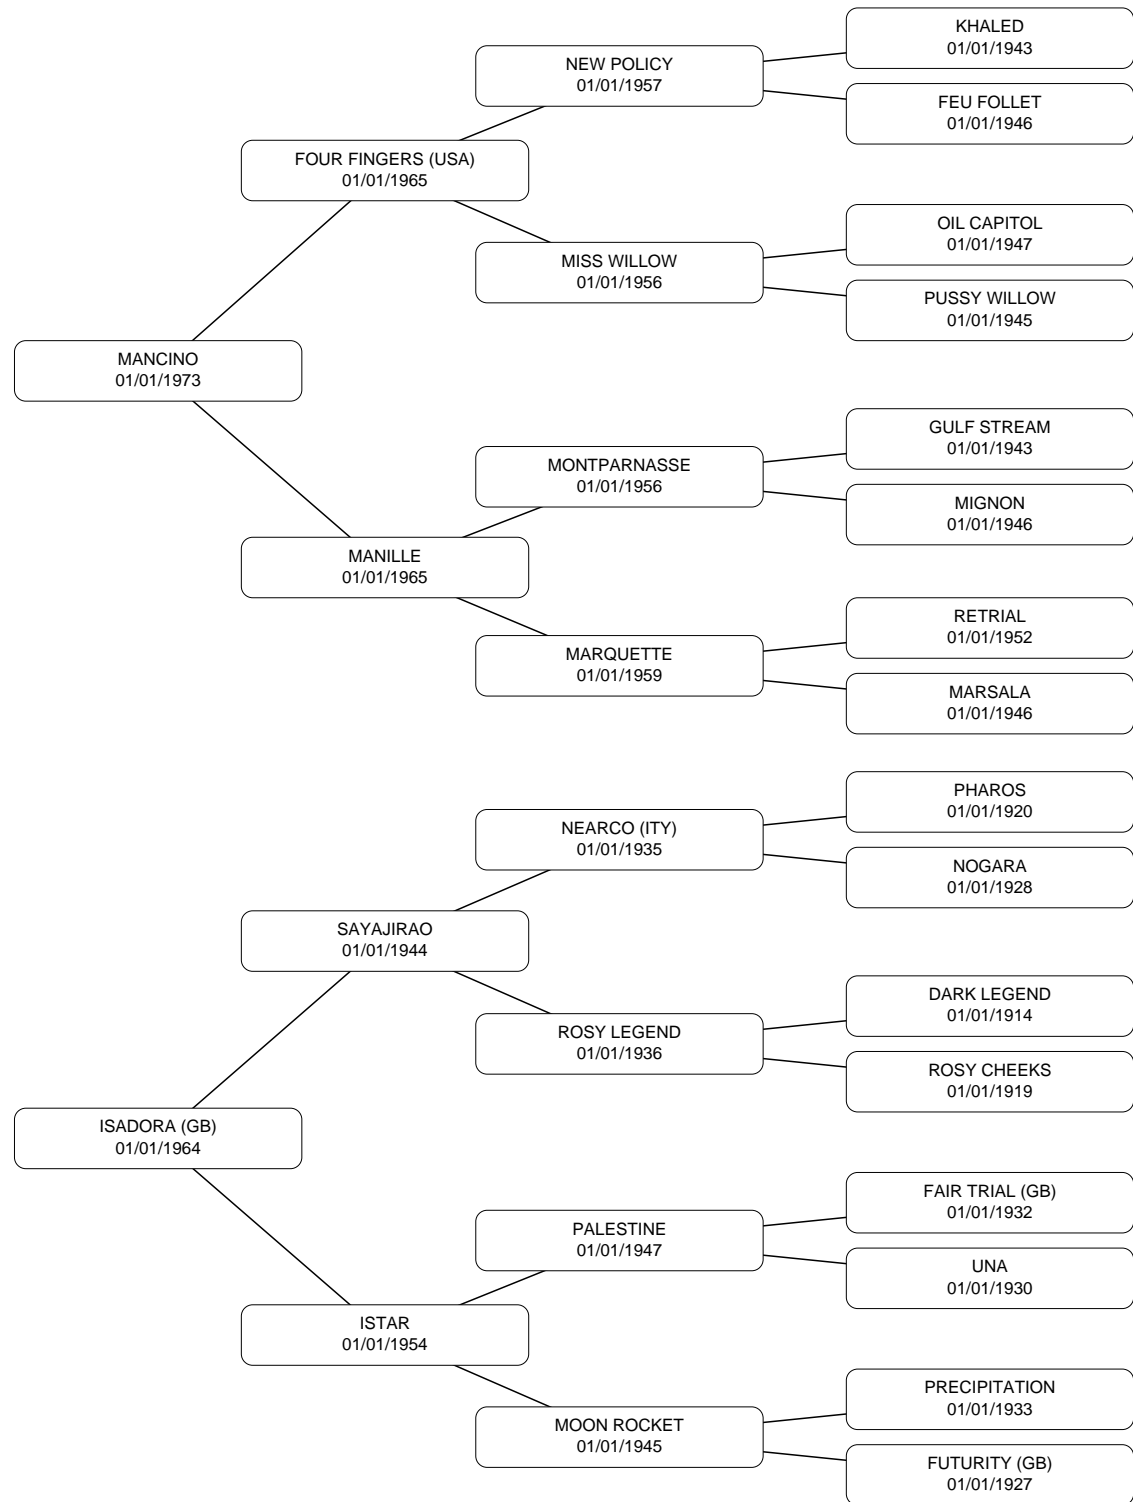 KHALED
01/01/1943
NEW POLICY
01/01/1957
FEU FOLLET
01/01/1946
FOUR FINGERS (USA)
01/01/1965
OIL CAPITOL
01/01/1947
MISS WILLOW
01/01/1956
PUSSY WILLOW
01/01/1945
MANCINO
01/01/1973
GULF STREAM
01/01/1943
MONTPARNASSE
01/01/1956
MIGNON
01/01/1946
MANILLE
01/01/1965
RETRIAL
01/01/1952
MARQUETTE
01/01/1959
MARSALA
01/01/1946
PHAROS
01/01/1920
NEARCO (ITY)
01/01/1935
NOGARA
01/01/1928
SAYAJIRAO
01/01/1944
DARK LEGEND
01/01/1914
ROSY LEGEND
01/01/1936
ROSY CHEEKS
01/01/1919
ISADORA (GB)
01/01/1964
FAIR TRIAL (GB)
01/01/1932
PALESTINE
01/01/1947
UNA
01/01/1930
ISTAR
01/01/1954
PRECIPITATION
01/01/1933
MOON ROCKET
01/01/1945
FUTURITY (GB)
01/01/1927